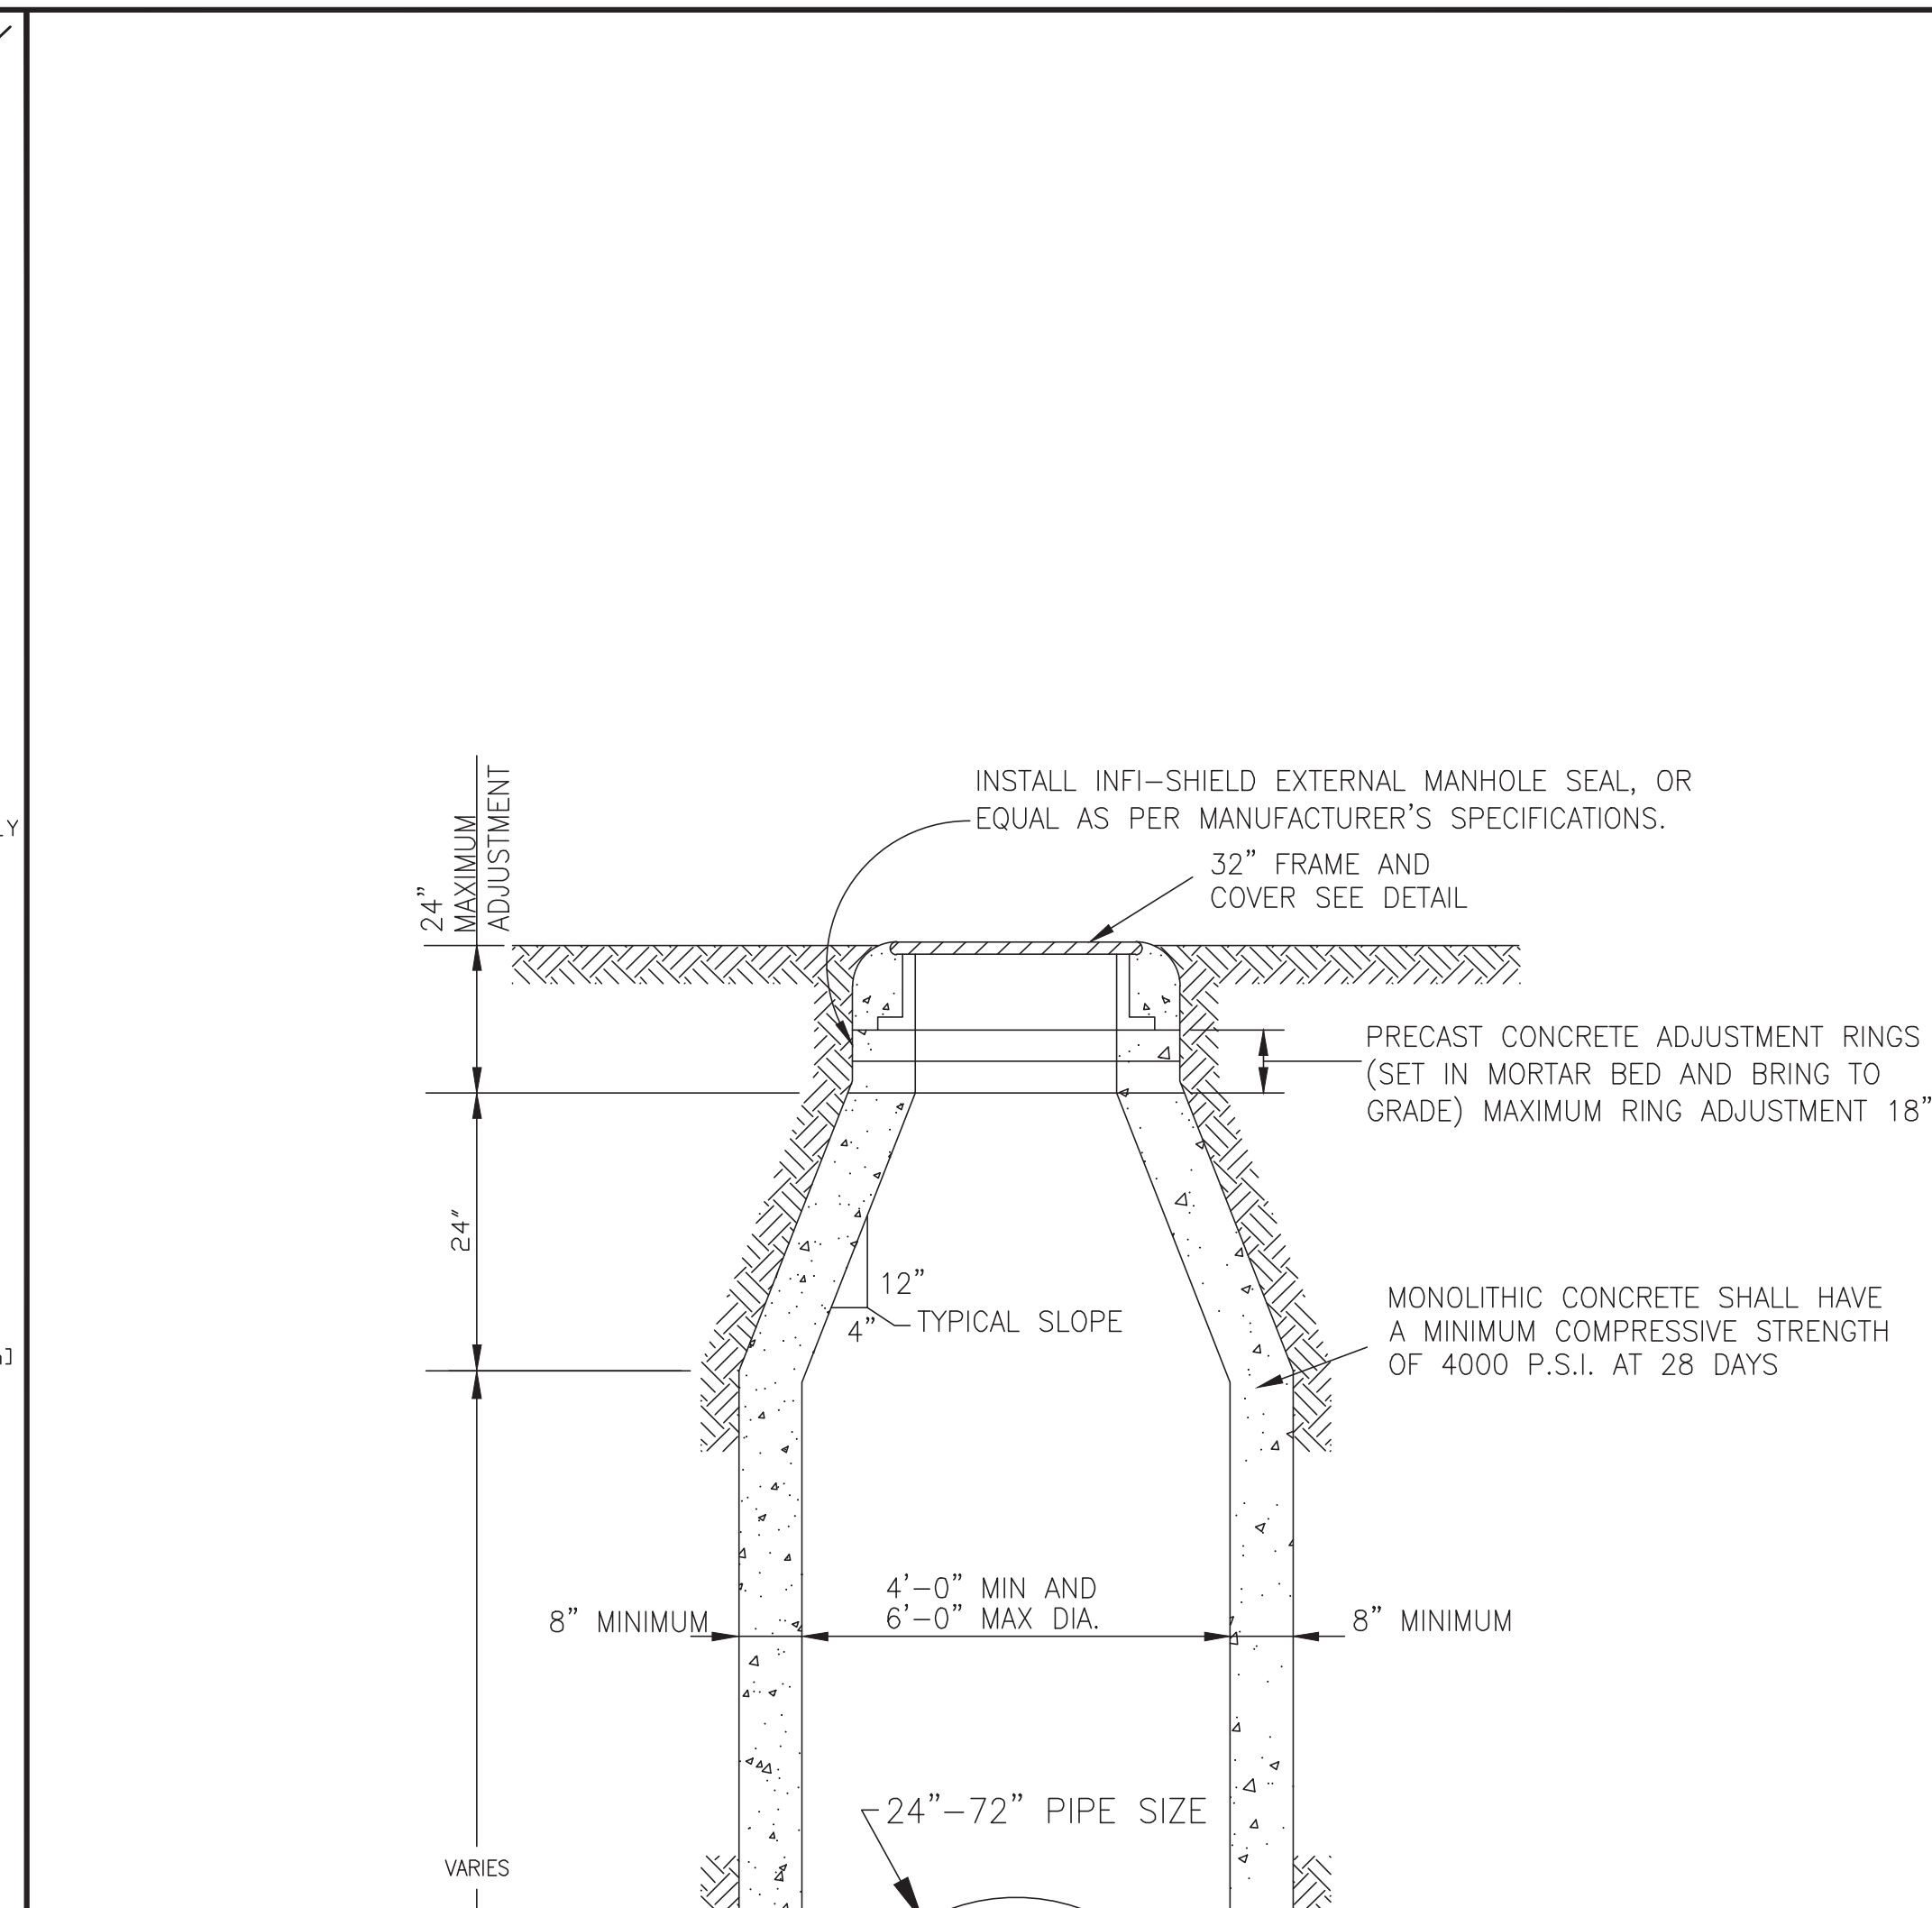 INSTALL INFI-SHIELD EXTERNAL MANHOLE SEAL, OR
EQUAL AS PER MANUFACTURER'S SPECIFICATIONS.
32" FRAME AND
COVER SEE DETAIL
24"
MAXIMUM
ADJUSTMENT
PRECAST CONCRETE ADJUSTMENT RINGS
(SET IN MORTAR BED AND BRING TO
GRADE) MAXIMUM RING ADJUSTMENT 18"
24"
12"
4"
TYPICAL SLOPE
MONOLITHIC CONCRETE SHALL HAVE
A MINIMUM COMPRESSIVE STRENGTH
OF 4000 P.S.I. AT 28 DAYS
8" MINIMUM
4'-0" MIN AND
6'-0" MAX DIA.
8" MINIMUM
24"-72" PIPE SIZE
VARIES